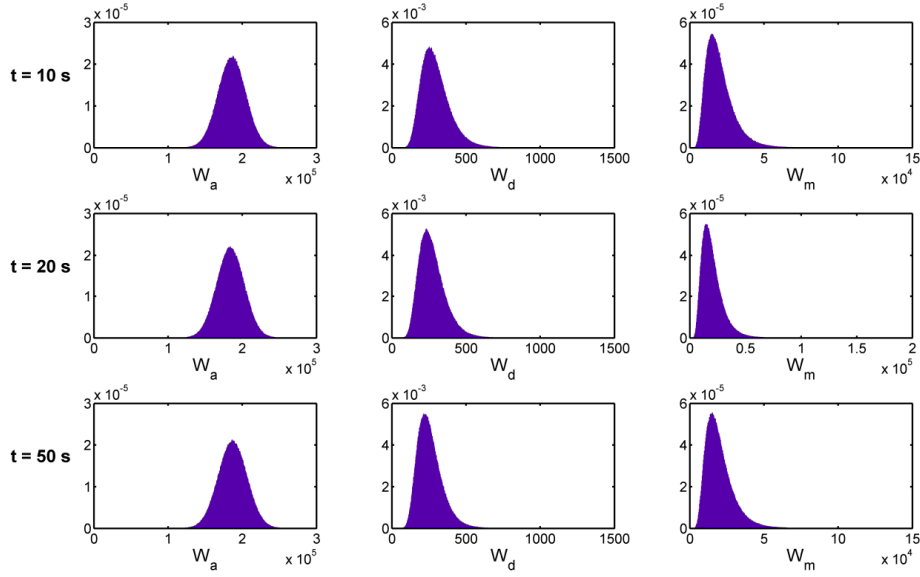 3 x 10^-5 6 x 10^-3 6 x 10^-5
2 4 4
t = 10 s
1 2 2
0 0 0
0 1 2 3 0 500 1000 1500 0 5 10 15
W_a x 10^5 W_d W_m x 10^4
3 x 10^-5 6 x 10^-3 6 x 10^-5
2 4 4
t = 20 s
1 2 2
0 0 0
0 1 2 3 0 500 1000 1500 0 0.5 1 1.5 2
W_a x 10^5 W_d W_m x 10^5
3 x 10^-5 6 x 10^-3 6 x 10^-5
2 4 4
t = 50 s
1 2 2
0 0 0
0 1 2 3 0 500 1000 1500 0 5 10 15
W_a x 10^5 W_d W_m x 10^4